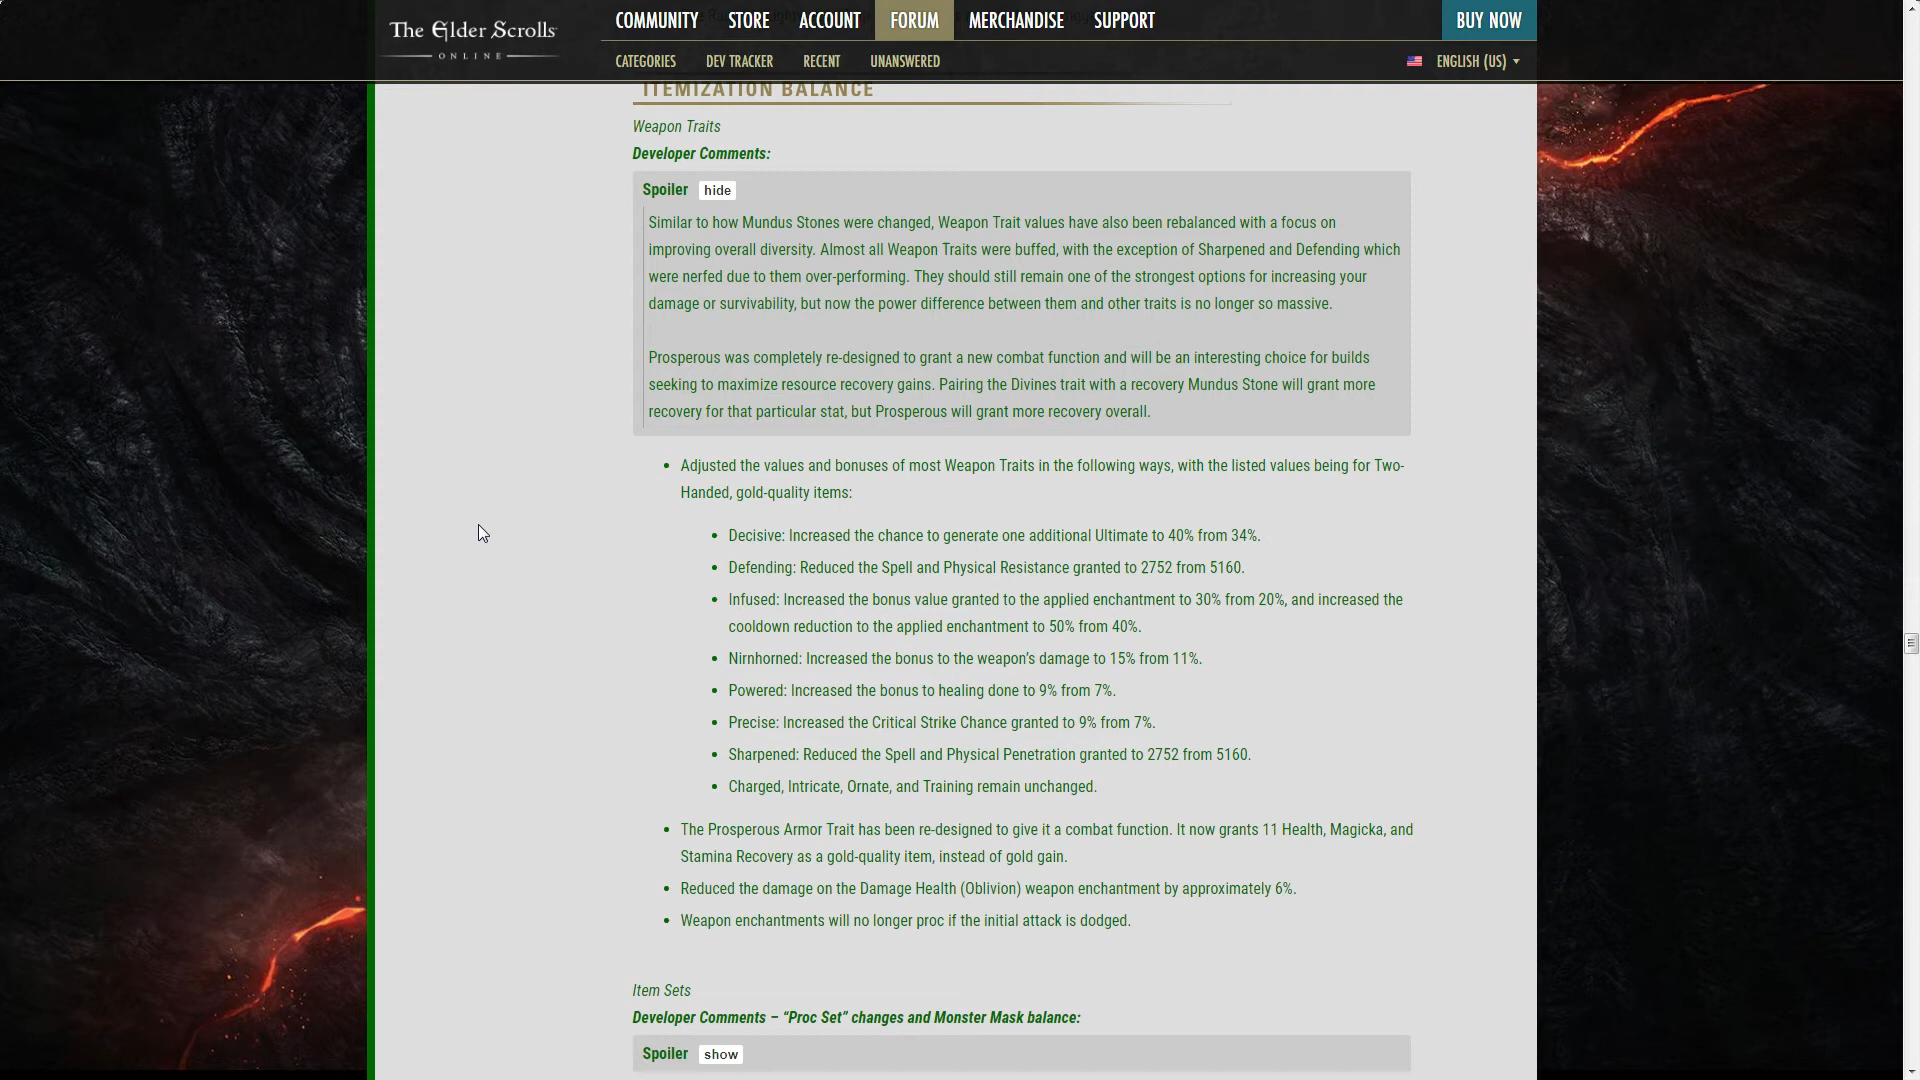 The Elder Scrolls
ONLINE
COMMUNITY STORE ACCOUNT FORUM MERCHANDISE SUPPORT BUY NOW
CATEGORIES DEV TRACKER RECENT UNANSWERED ENGLISH (US)
ITEMIZATION BALANCE
Weapon Traits
Developer Comments:
Spoiler hide
Similar to how Mundus Stones were changed, Weapon Trait values have also been rebalanced with a focus on
improving overall diversity. Almost all Weapon Traits were buffed, with the exception of Sharpened and Defending which
were nerfed due to them over-performing. They should still remain one of the strongest options for increasing your
damage or survivability, but now the power difference between them and other traits is no longer so massive.
Prosperous was completely re-designed to grant a new combat function and will be an interesting choice for builds
seeking to maximize resource recovery gains. Pairing the Divines trait with a recovery Mundus Stone will grant more
recovery for that particular stat, but Prosperous will grant more recovery overall.
• Adjusted the values and bonuses of most Weapon Traits in the following ways, with the listed values being for Two-
Handed, gold-quality items:
• Decisive: Increased the chance to generate one additional Ultimate to 40% from 34%.
• Defending: Reduced the Spell and Physical Resistance granted to 2752 from 5160.
• Infused: Increased the bonus value granted to the applied enchantment to 30% from 20%, and increased the
cooldown reduction to the applied enchantment to 50% from 40%.
• Nirnhorned: Increased the bonus to the weapon's damage to 15% from 11%.
• Powered: Increased the bonus to healing done to 9% from 7%.
• Precise: Increased the Critical Strike Chance granted to 9% from 7%.
• Sharpened: Reduced the Spell and Physical Penetration granted to 2752 from 5160.
• Charged, Intricate, Ornate, and Training remain unchanged.
• The Prosperous Armor Trait has been re-designed to give it a combat function. It now grants 11 Health, Magicka, and
Stamina Recovery as a gold-quality item, instead of gold gain.
• Reduced the damage on the Damage Health (Oblivion) weapon enchantment by approximately 6%.
• Weapon enchantments will no longer proc if the initial attack is dodged.
Item Sets
Developer Comments – “Proc Set” changes and Monster Mask balance:
Spoiler show